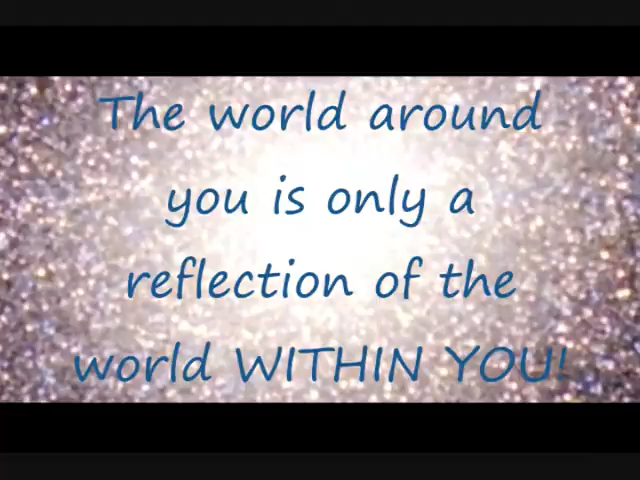 The world around
you is only a
reflection of the
world WITHIN YOU!